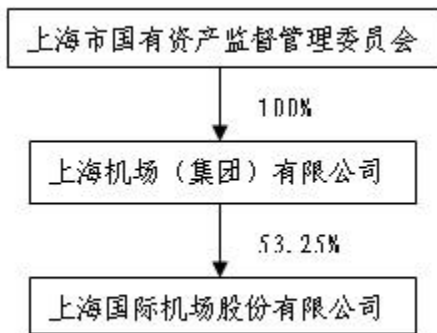 上海市国有资产监督管理委员会
100%
上海机场（集团）有限公司
53.25%
上海国际机场股份有限公司